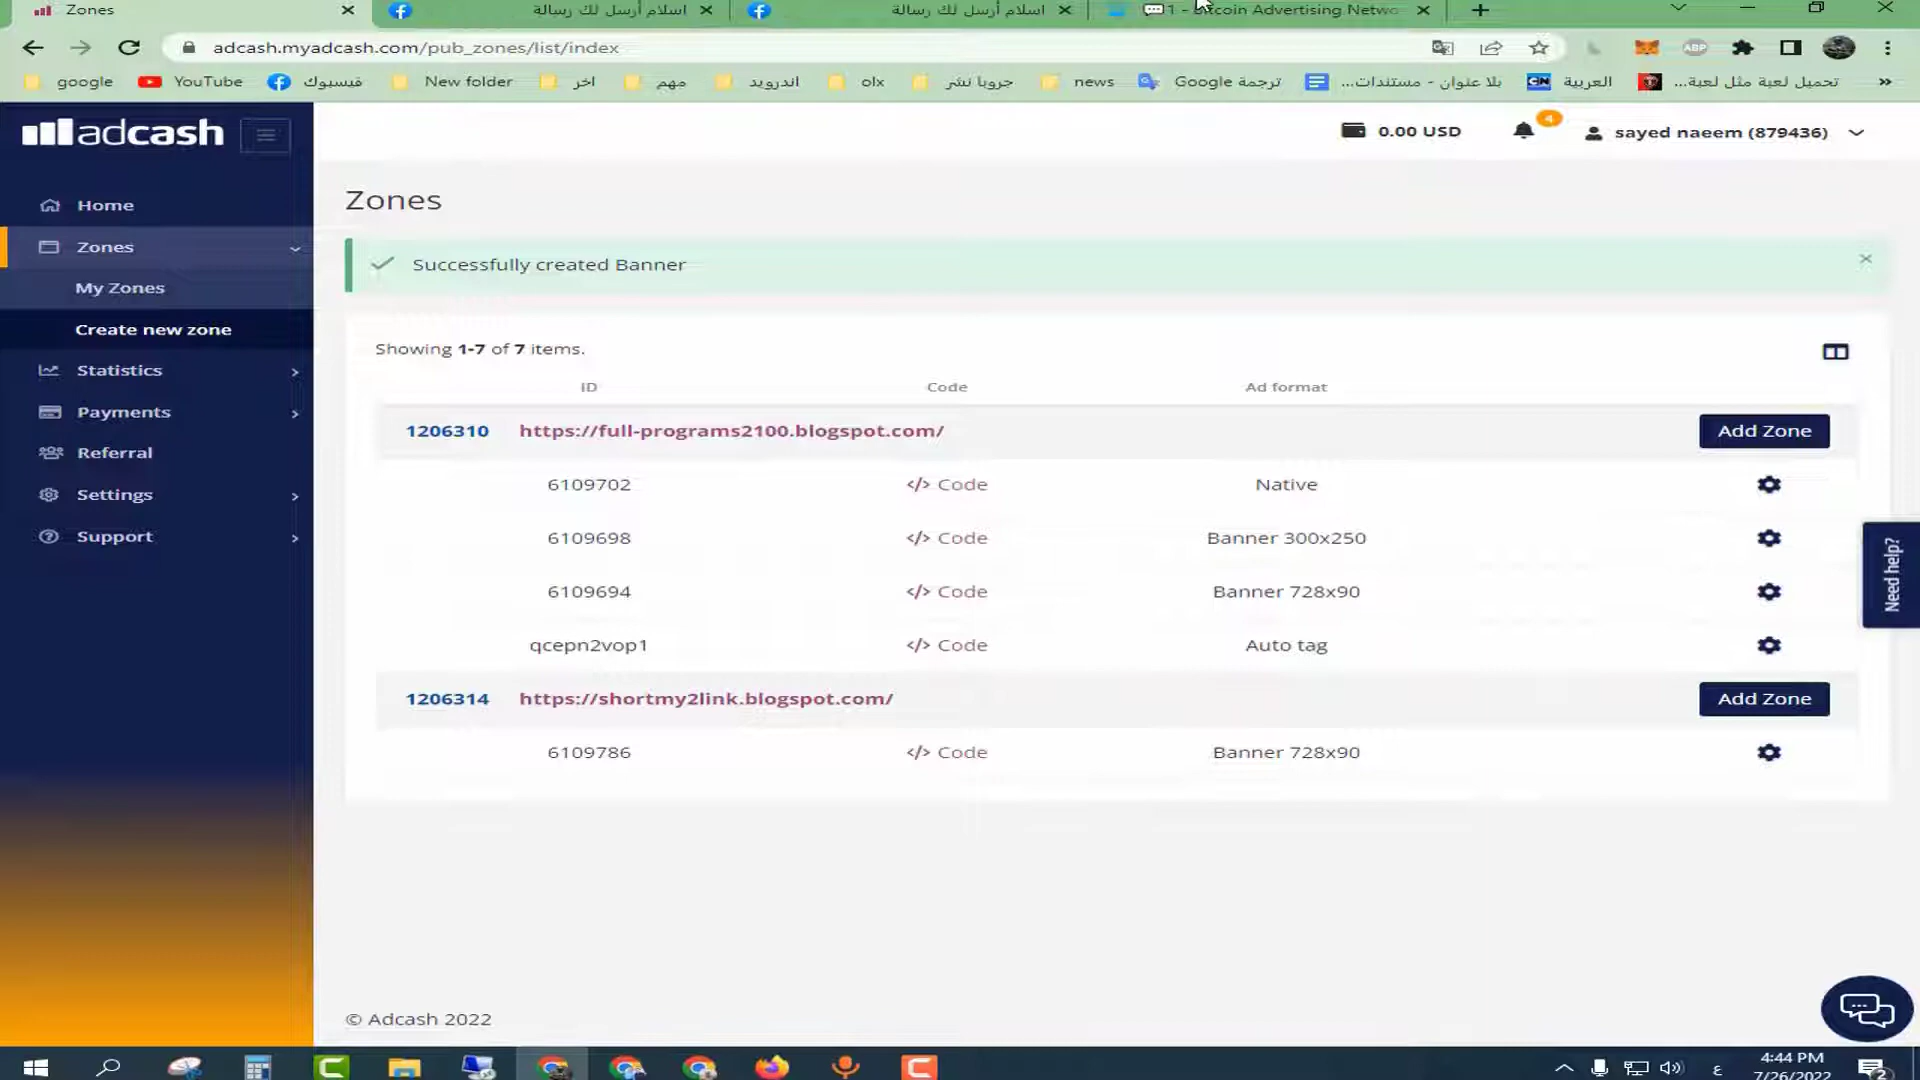 Zones
اسلام أرسل لك رسالة
اسلام أرسل لك رسالة
1 - Bitcoin Advertising Netwo
adcash.myadcash.com/pub_zones/list/index
google
YouTube
فيسبوك
New folder
اخر
مهم
اندرويد
olx
جروبا نشر
news
ترجمة Google
بلا عنوان - مستندات...
العربية
تحميل لعبة مثل لعبة...
»
adcash
0.00 USD
4
sayed naeem (879436)
Home
Zones
My Zones
Create new zone
Statistics
Payments
Referral
Settings
Support
Zones
Successfully created Banner
Showing 1-7 of 7 items.
ID Code Ad format
1206310 https://full-programs2100.blogspot.com/ Add Zone
6109702 </> Code Native
6109698 </> Code Banner 300x250
6109694 </> Code Banner 728x90
qcepn2vop1 </> Code Auto tag
1206314 https://shortmy2link.blogspot.com/ Add Zone
6109786 </> Code Banner 728x90
Need help?
© Adcash 2022
ع
4:44 PM
7/26/2022
2